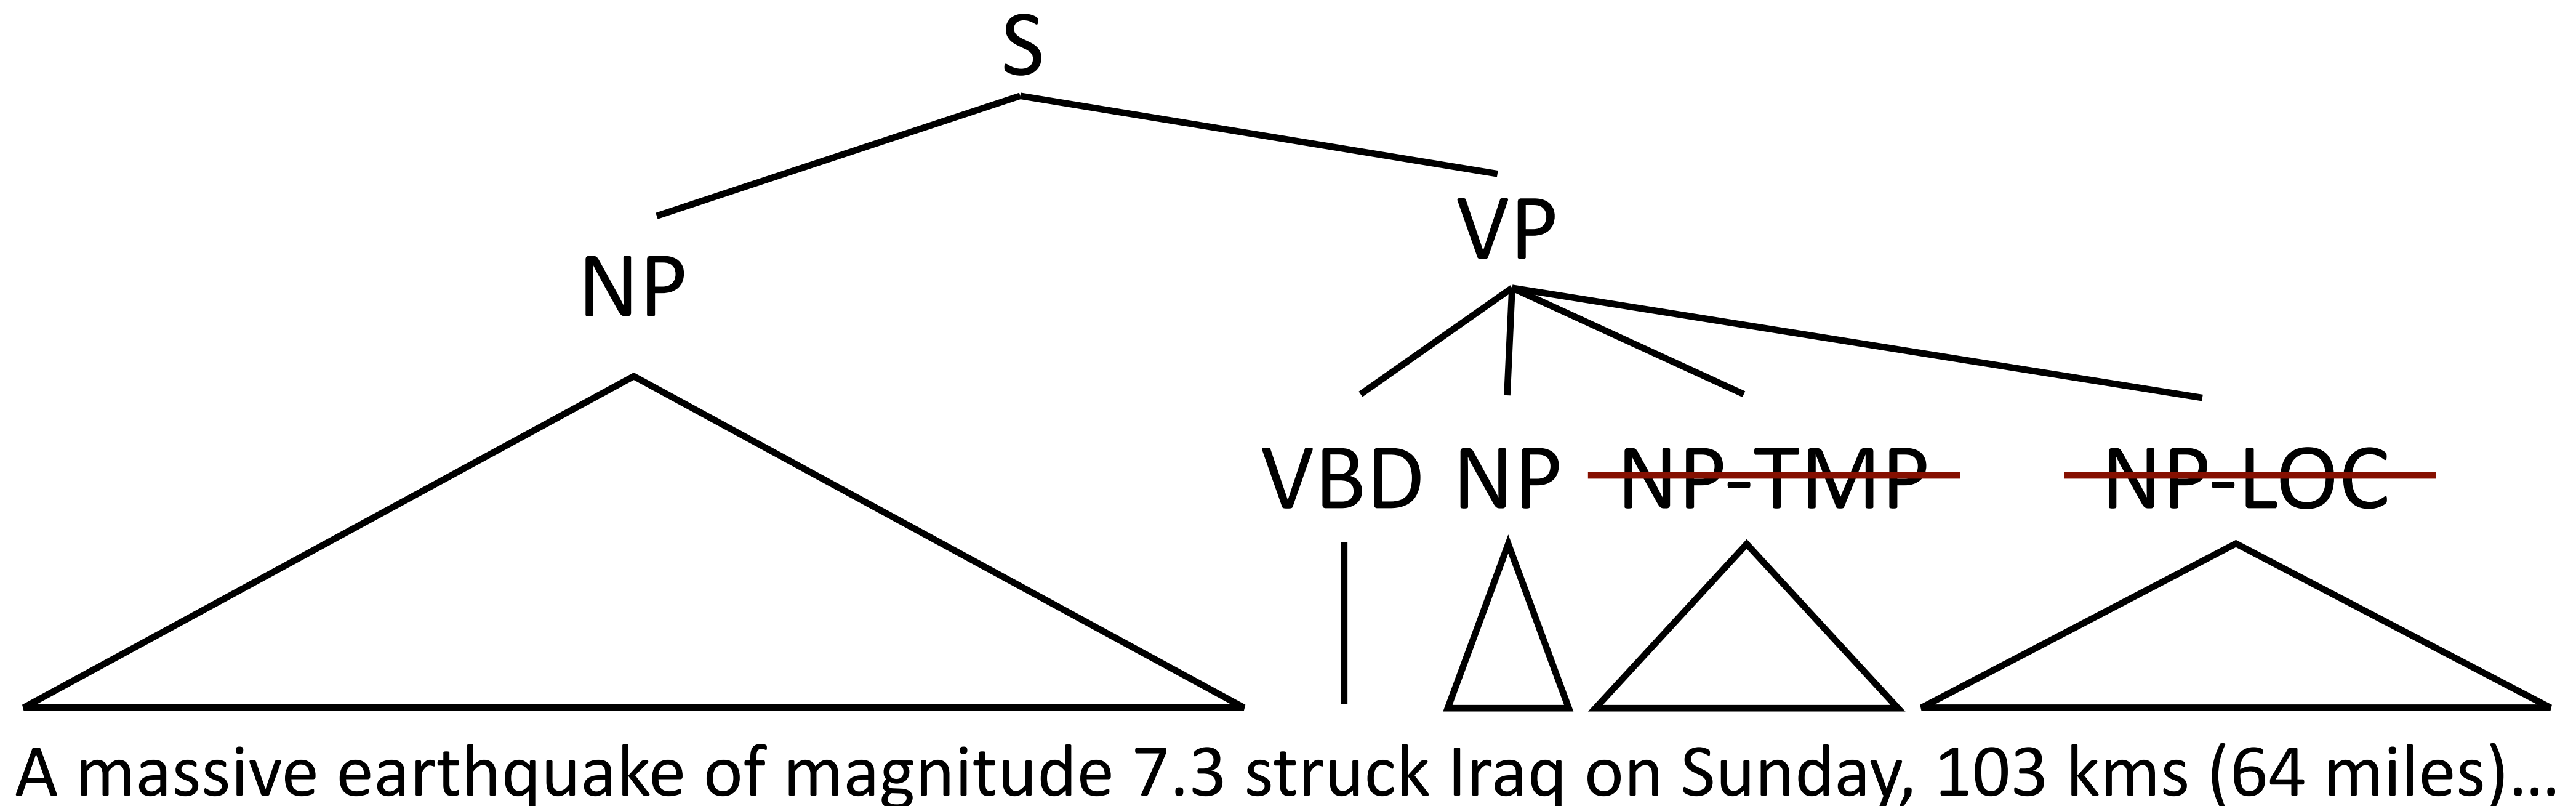 S
VP
NP
VBD NP NP-TMP NP-LOC
A massive earthquake of magnitude 7.3 struck Iraq on Sunday, 103 kms (64 miles)...